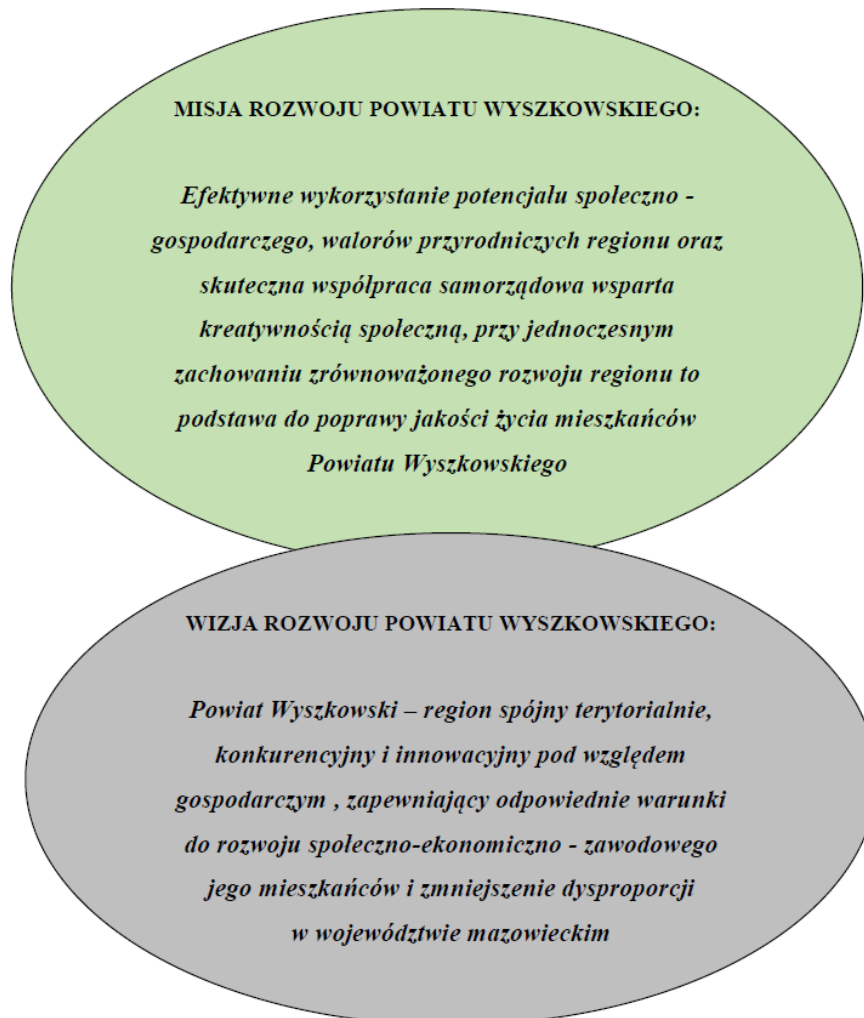 MISJA ROZWOJU POWIATU WYSZKOWSKIEGO:
Efektywne wykorzystanie potencjału społeczno -
gospodarczego, walorów przyrodniczych regionu oraz
skuteczna współpraca samorządowa wsparta
kreatywnością społeczną, przy jednoczesnym
zachowaniu zrównoważonego rozwoju regionu to
podstawa do poprawy jakości życia mieszkańców
Powiatu Wyszkowskiego
WIZJA ROZWOJU POWIATU WYSZKOWSKIEGO:
Powiat Wyszkowski – region spójny terytorialnie,
konkurencyjny i innowacyjny pod względem
gospodarczym , zapewniający odpowiednie warunki
do rozwoju społeczno-ekonomiczno - zawodowego
jego mieszkańców i zmniejszenie dysproporcji
w województwie mazowieckim